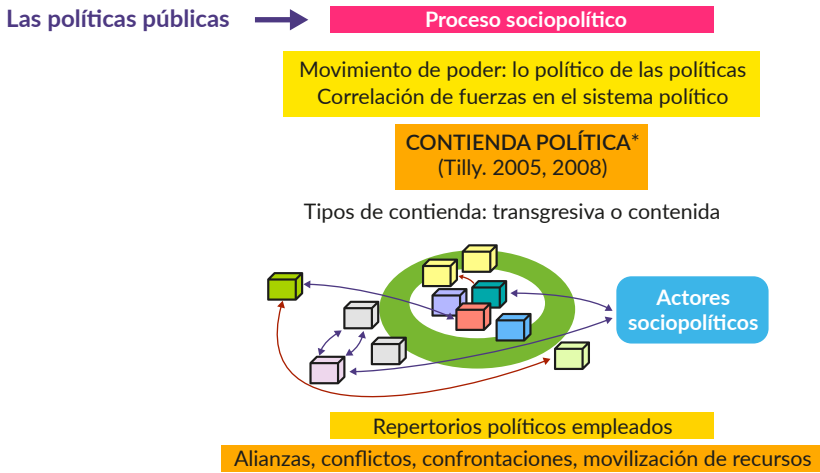 Las políticas públicas
Proceso sociopolítico
Movimiento de poder: lo político de las políticas
Correlación de fuerzas en el sistema político
CONTIENDA POLÍTICA*
(Tilly. 2005, 2008)
Tipos de contienda: transgresiva o contenida
Actores
sociopolíticos
Repertorios políticos empleados
Alianzas, conflictos, confrontaciones, movilización de recursos